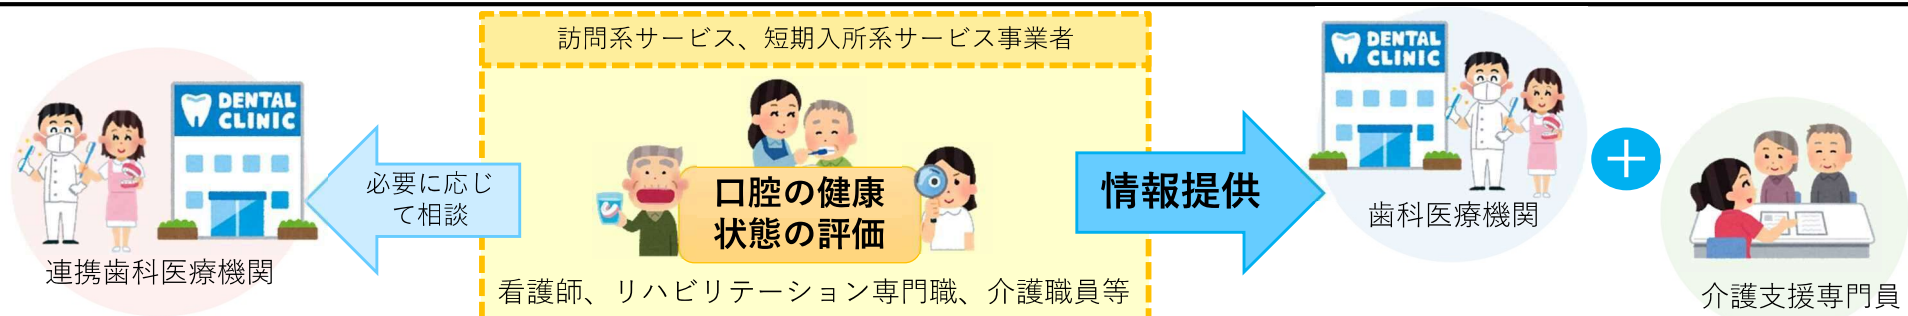 訪問系サービス、短期入所系サービス事業者
DENTAL
CLINIC
必要に応じ
て相談
連携歯科医療機関
口腔の健康
状態の評価
看護師、リハビリテーション専門職、介護職員等
情報提供
DENTAL
CLINIC
歯科医療機関
+
介護支援専門員